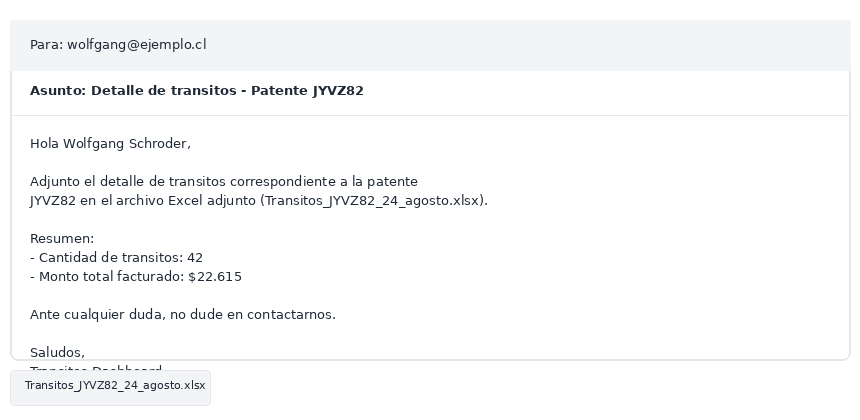 Para: wolfgang@ejemplo.cl
Asunto: Detalle de transitos - Patente JYVZ82
Hola Wolfgang Schroder,
Adjunto el detalle de transitos correspondiente a la patente
JYVZ82 en el archivo Excel adjunto (Transitos_JYVZ82_24_agosto.xlsx).
Resumen:
- Cantidad de transitos: 42
- Monto total facturado: $22.615
Ante cualquier duda, no dude en contactarnos.
Saludos,
Transitos Dashboard
Transitos_JYVZ82_24_agosto.xlsx